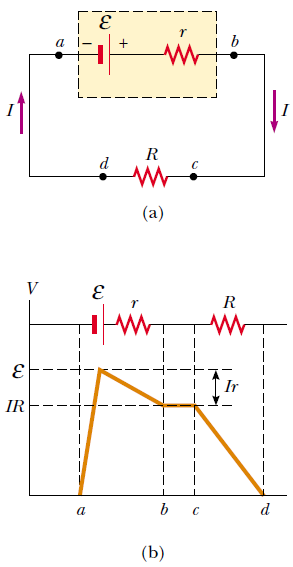 ℰ
a − + r b
I I
R
d c
(a)
V ℰ r R
ℰ
Ir
IR
a b c d
(b)